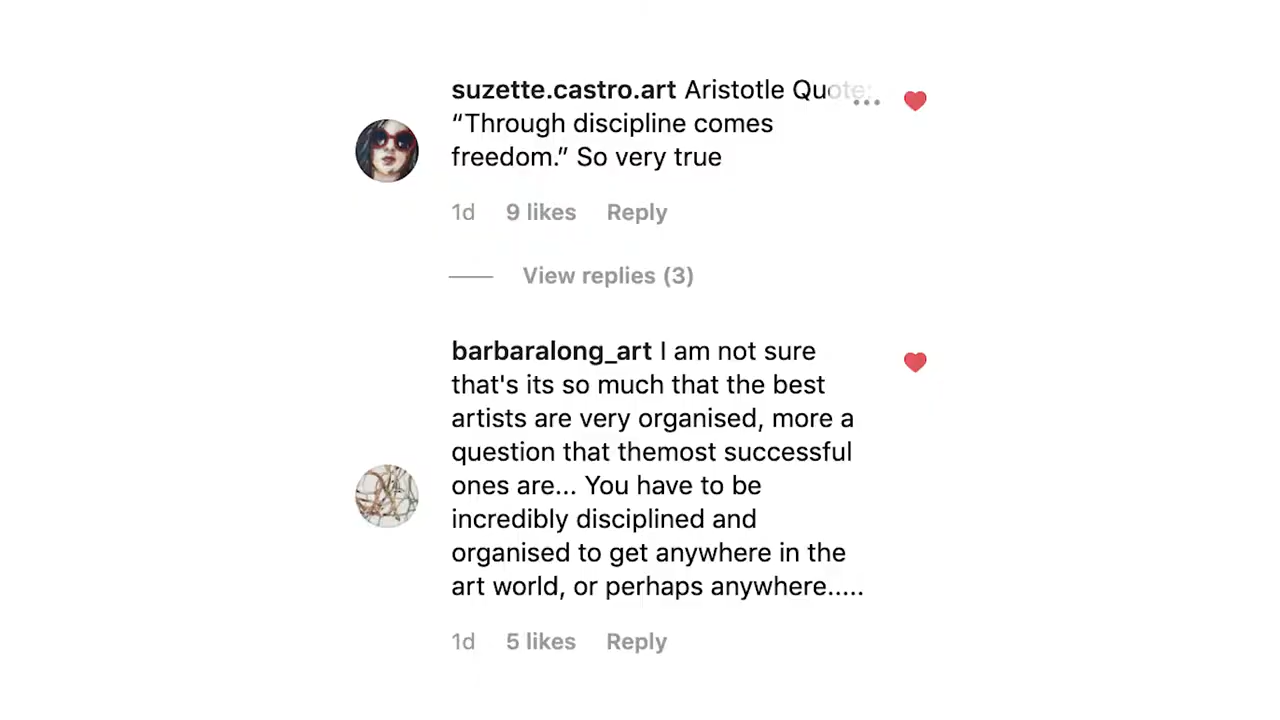 suzette.castro.art Aristotle Quote:
“Through discipline comes
freedom.” So very true
1d 9 likes Reply
View replies (3)
barbaralong_art I am not sure
that's its so much that the best
artists are very organised, more a
question that themost successful
ones are... You have to be
incredibly disciplined and
organised to get anywhere in the
art world, or perhaps anywhere.....
1d 5 likes Reply